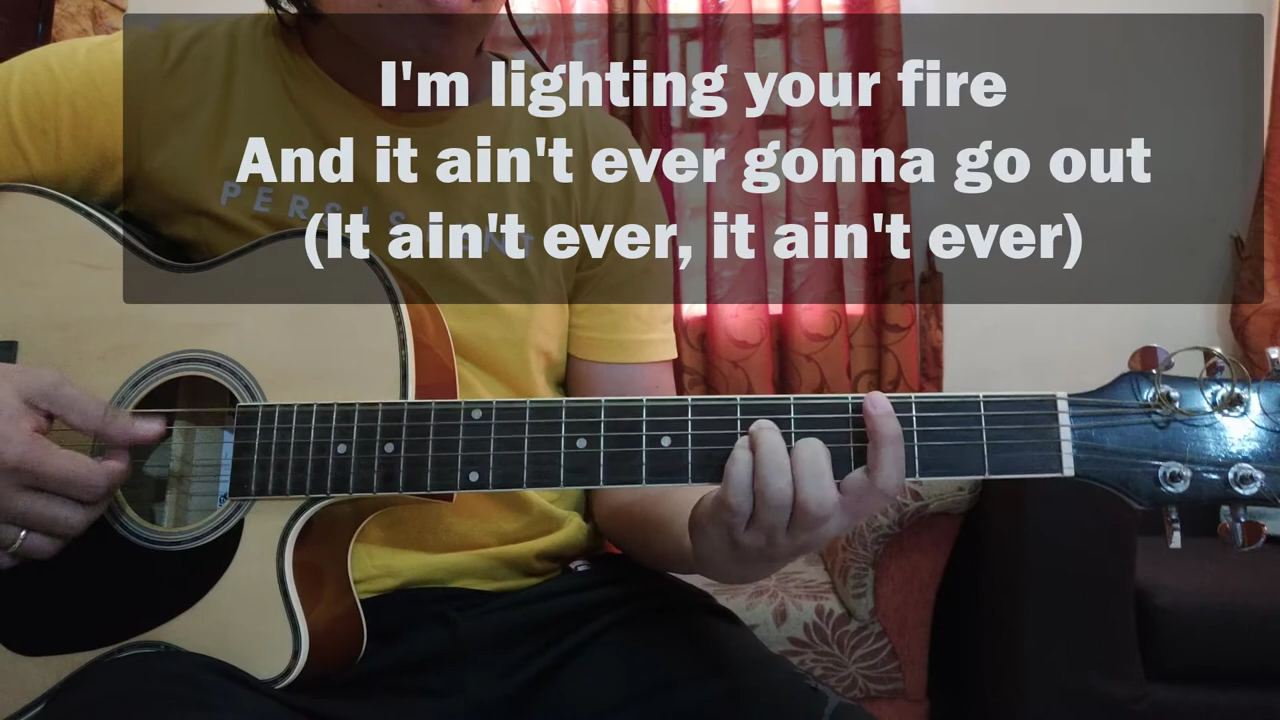 I'm lighting your fire
And it ain't ever gonna go out
(It ain't ever, it ain't ever)